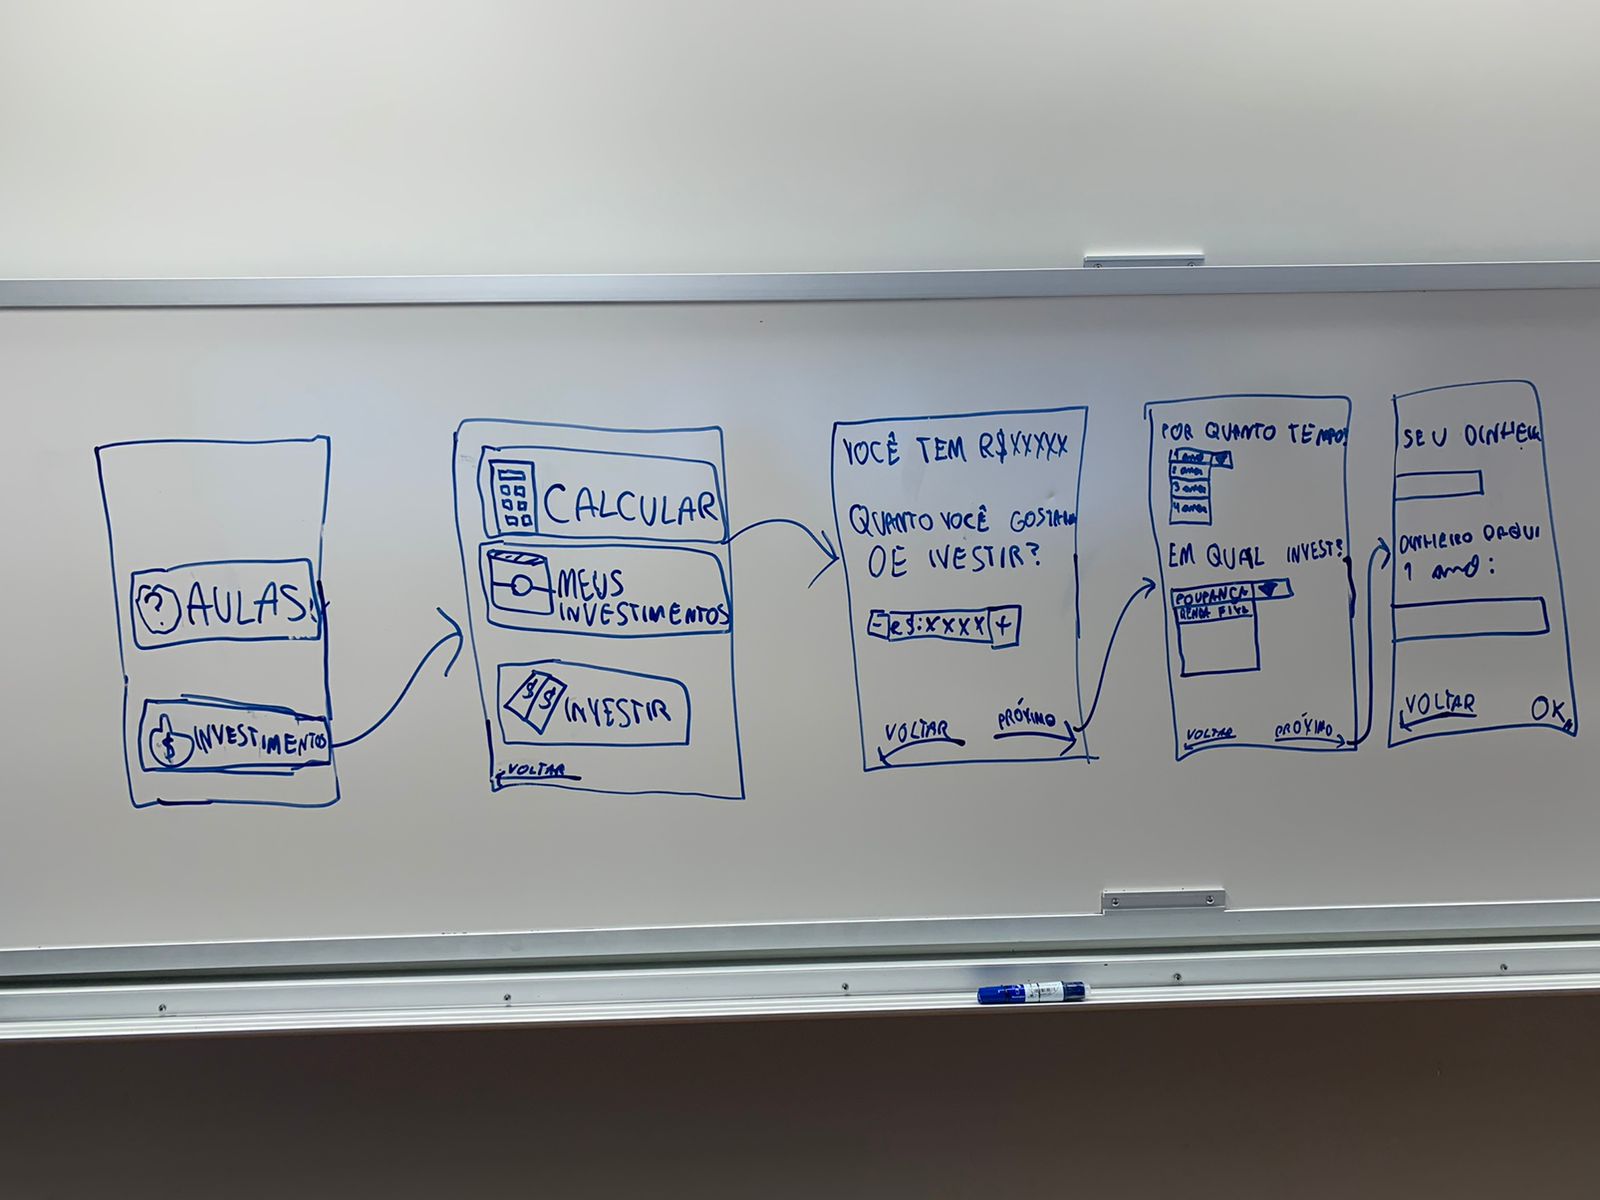 AULAS!
?
$
INVESTIMENTOS
CALCULAR
MEUS
INVESTIMENTOS
$ $
INVESTIR
VOLTAR
VOCÊ TEM R$XXXXX
QUANTO VOCÊ GOSTARIA
DE IVESTIR?
- R$:XXXX +
VOLTAR
PRÓXIMO
POR QUANTO TEMPO?
1 ano
2 anos
3 anos
4 anos
EM QUAL INVEST?
POUPANÇA
RENDA FIXA
VOLTAR
PRÓXIMO
SEU DINHEIRO
DINHEIRO DAQUI
1 ano:
VOLTAR
OK